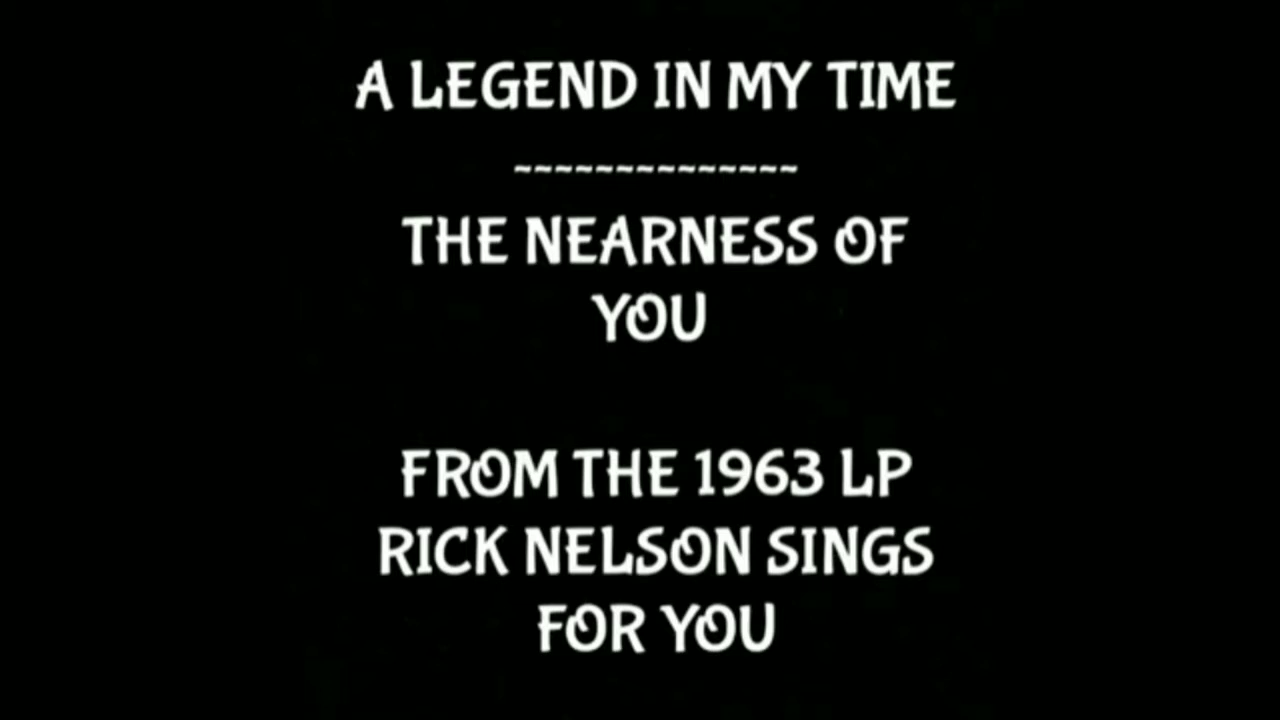 A LEGEND IN MY TIME
~~~~~~~~~~~~~~
THE NEARNESS OF
YOU
FROM THE 1963 LP
RICK NELSON SINGS
FOR YOU